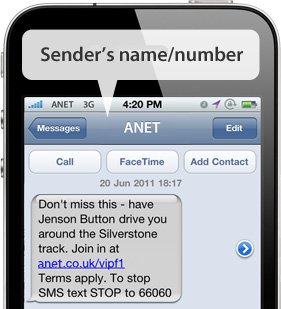 Sender's name/number
ANET 3G 4:20 PM
Messages ANET Edit
Call FaceTime Add Contact
20 Jun 2011 18:17
Don't miss this - have
Jenson Button drive you
around the Silverstone
track. Join in at
anet.co.uk/vipf1
Terms apply. To stop
SMS text STOP to 66060